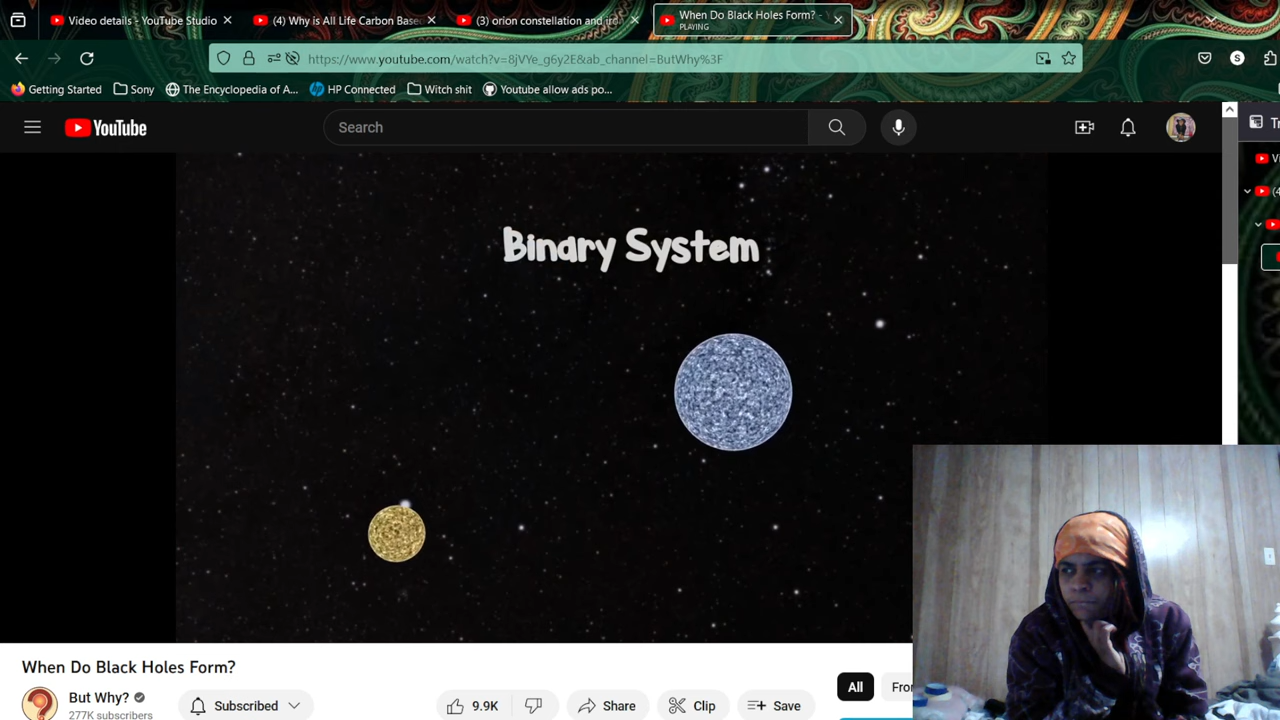 Video details - YouTube Studio
(4) Why is All Life Carbon Based
(3) orion constellation and iro
When Do Black Holes Form? -
PLAYING
https://www.youtube.com/watch?v=8jVYe_g6y2E&ab_channel=ButWhy%3F
S
Getting Started
Sony
The Encyclopedia of A...
HP Connected
Witch shit
Youtube allow ads po...
YouTube
Search
Binary System
When Do Black Holes Form?
But Why?
277K subscribers
Subscribed
9.9K
Share
Clip
Save
All